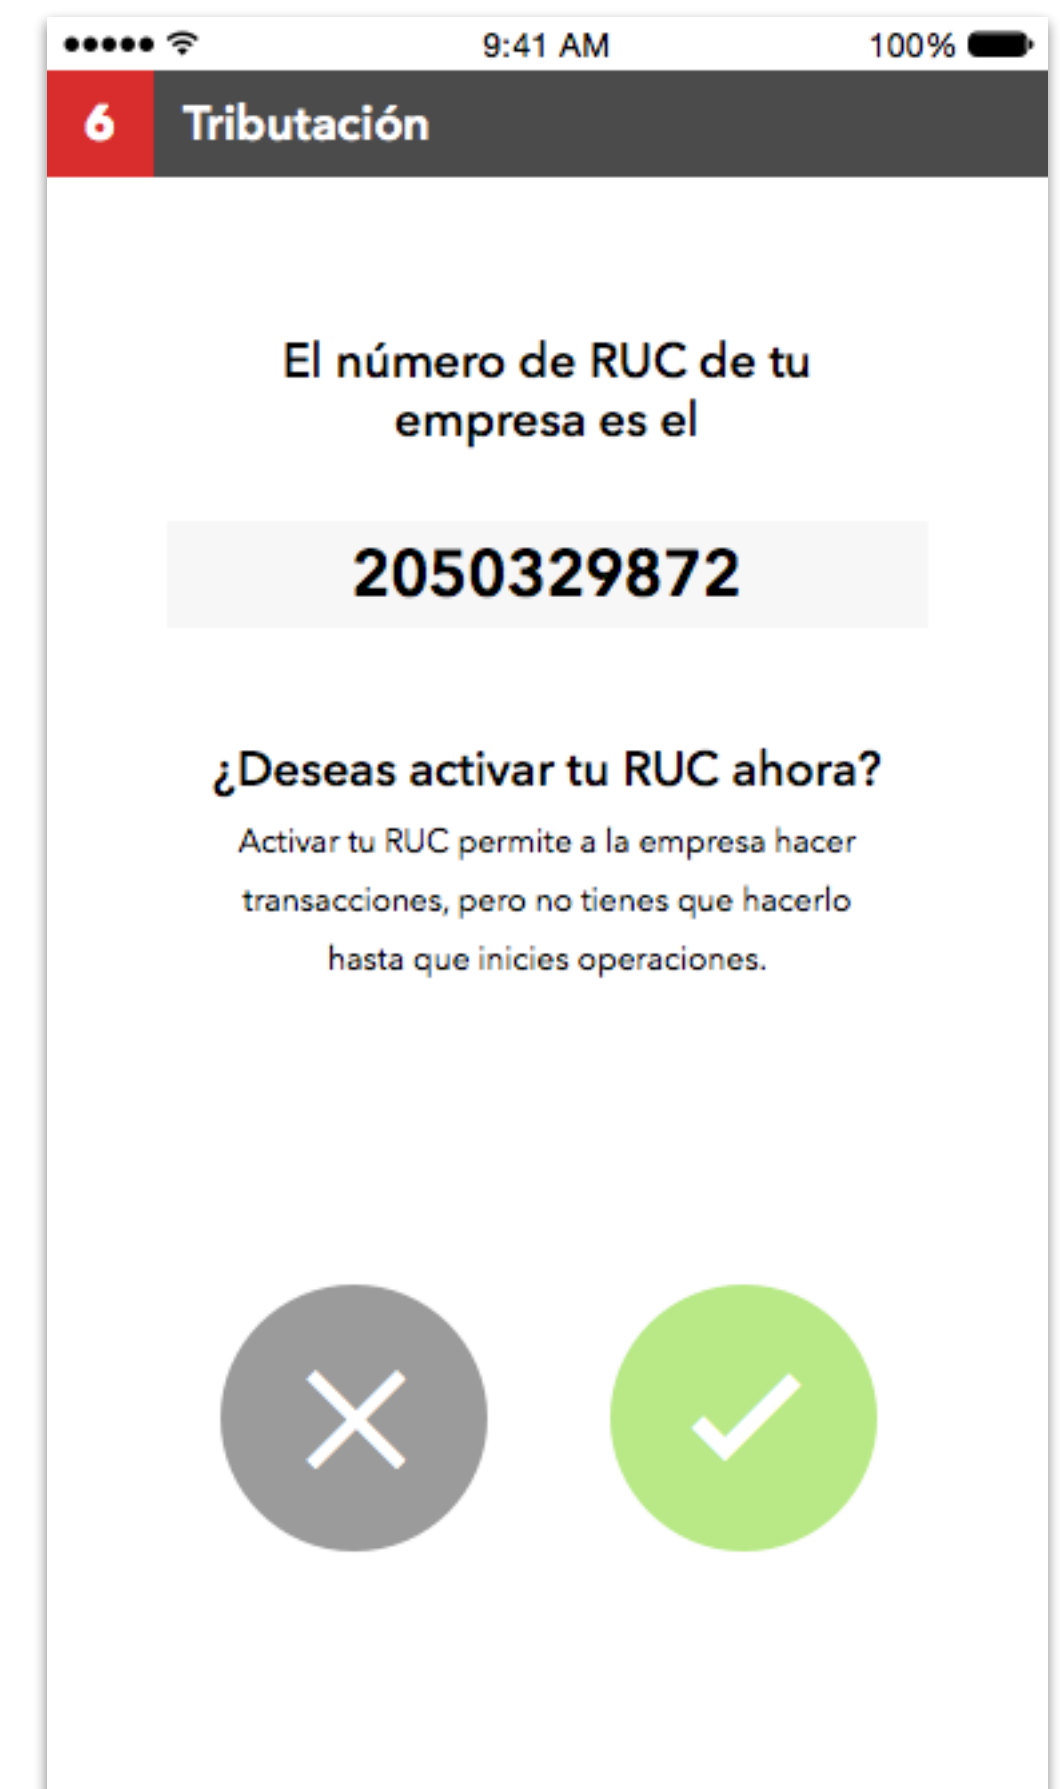 9:41 AM 100%
6 Tributación
El número de RUC de tu
empresa es el
2050329872
¿Deseas activar tu RUC ahora?
Activar tu RUC permite a la empresa hacer
transacciones, pero no tienes que hacerlo
hasta que inicies operaciones.